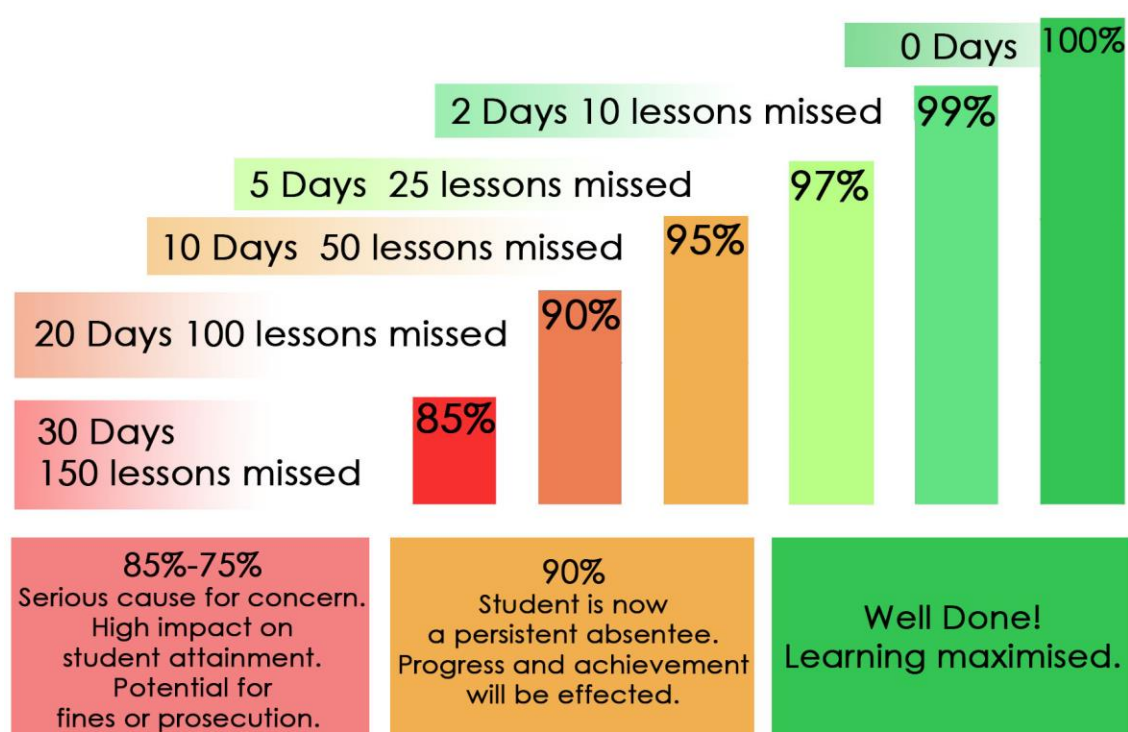 0 Days 100%
2 Days 10 lessons missed 99%
5 Days 25 lessons missed 97%
10 Days 50 lessons missed 95%
20 Days 100 lessons missed 90%
30 Days 85%
150 lessons missed
85%-75%
Serious cause for concern.
High impact on
student attainment.
Potential for
fines or prosecution.
90%
Student is now
a persistent absentee.
Progress and achievement
will be effected.
Well Done!
Learning maximised.